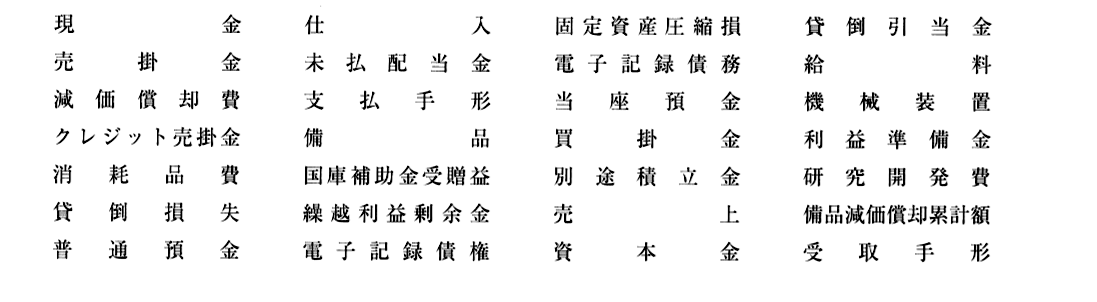 現金 仕入 固定資産圧縮損 貸倒引当金
売掛金 未払配当金 電子記録債務 給料
減価償却費 支払手形 当座預金 機械装置
クレジット売掛金 備品 買掛金 利益準備金
消耗品費 国庫補助金受贈益 別途積立金 研究開発費
貸倒損失 繰越利益剰余金 売上 備品減価償却累計額
普通預金 電子記録債権 資本金 受取手形